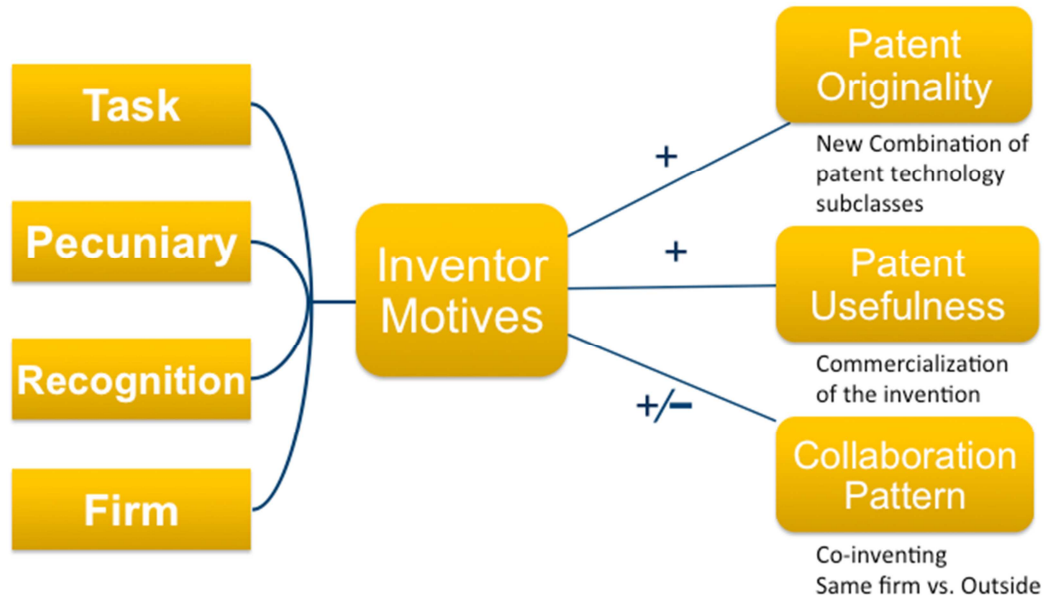 Task
Pecuniary
Recognition
Firm
Inventor
Motives
+
+
+/−
Patent
Originality
New Combination of
patent technology
subclasses
Patent
Usefulness
Commercialization
of the invention
Collaboration
Pattern
Co-inventing
Same firm vs. Outside